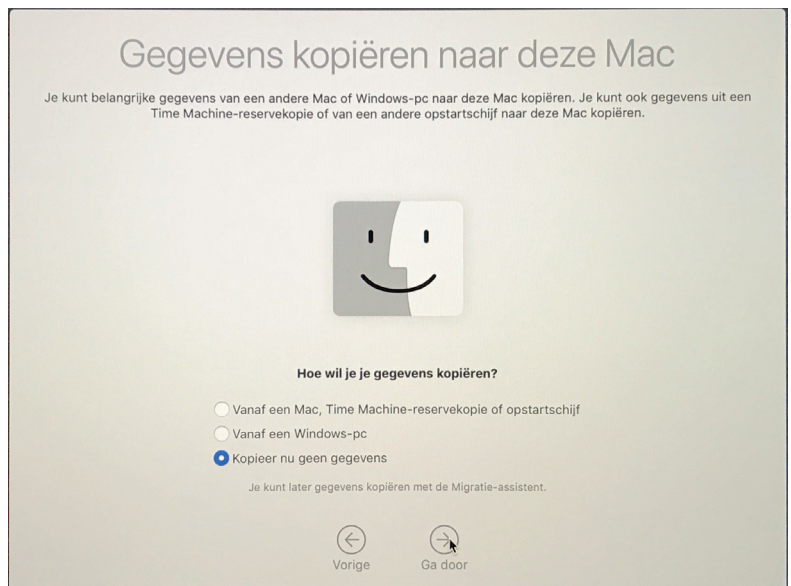 Gegevens kopiëren naar deze Mac
Je kunt belangrijke gegevens van een andere Mac of Windows-pc naar deze Mac kopiëren. Je kunt ook gegevens uit een
Time Machine-reservekopie of van een andere opstartschijf naar deze Mac kopiëren.
Hoe wil je je gegevens kopiëren?
Vanaf een Mac, Time Machine-reservekopie of opstartschijf
Vanaf een Windows-pc
Kopieer nu geen gegevens
Je kunt later gegevens kopiëren met de Migratie-assistent.
Vorige
Ga door